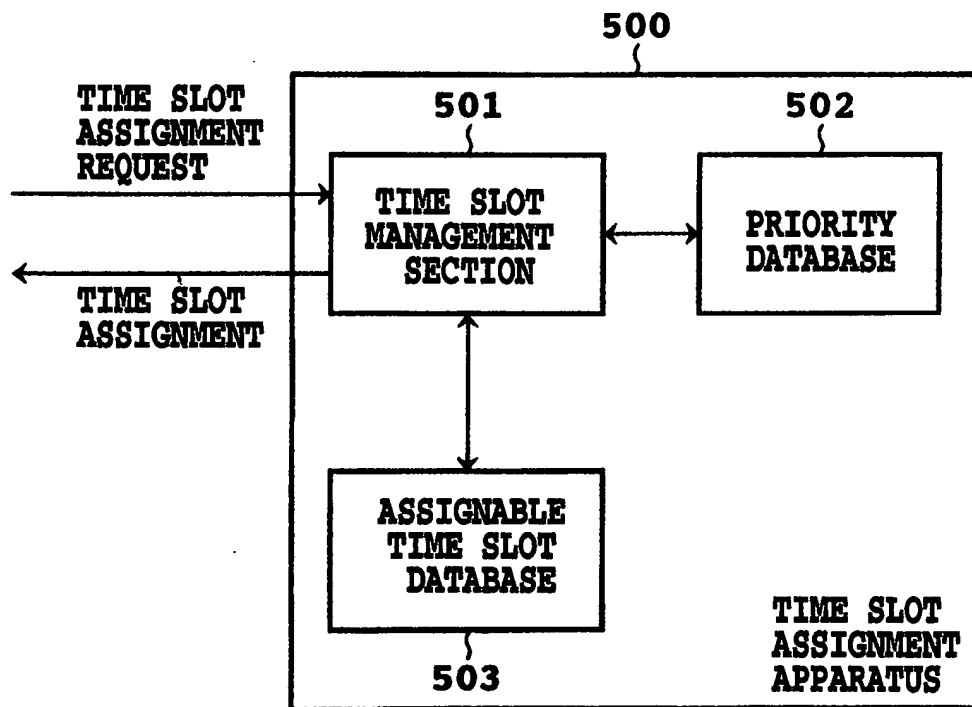 500
TIME SLOT
ASSIGNMENT
REQUEST
501
502
TIME SLOT
MANAGEMENT
SECTION
PRIORITY
DATABASE
TIME SLOT
ASSIGNMENT
ASSIGNABLE
TIME SLOT
DATABASE
503
TIME SLOT
ASSIGNMENT
APPARATUS